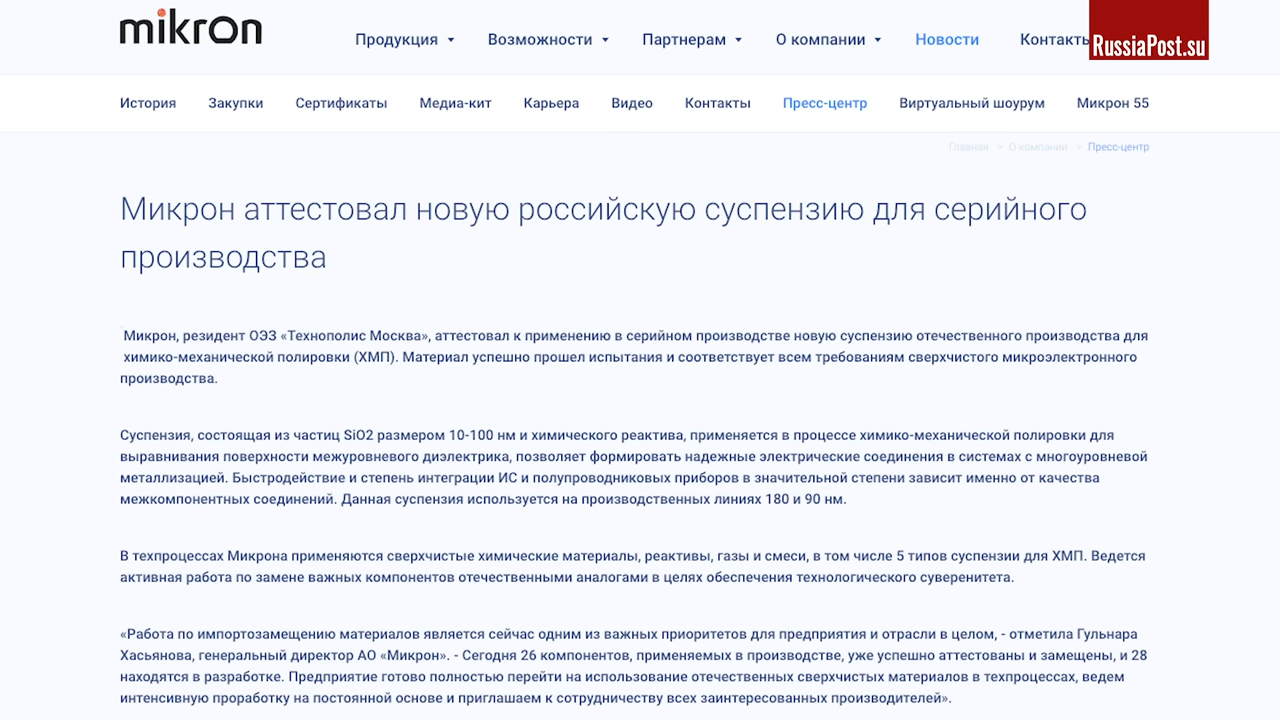 mikron
Продукция
Возможности
Партнерам
О компании
Новости
Контакты
RussiaPost.su
История
Закупки
Сертификаты
Медиа-кит
Карьера
Видео
Контакты
Пресс-центр
Виртуальный шоурум
Микрон 55
Главная > О компании > Пресс-центр
Микрон аттестовал новую российскую суспензию для серийного
производства
Микрон, резидент ОЭЗ «Технополис Москва», аттестовал к применению в серийном производстве новую суспензию отечественного производства для
химико-механической полировки (ХМП). Материал успешно прошел испытания и соответствует всем требованиям сверхчистого микроэлектронного
производства.
Суспензия, состоящая из частиц SiO2 размером 10-100 нм и химического реактива, применяется в процессе химико-механической полировки для
выравнивания поверхности межуровневого диэлектрика, позволяет формировать надежные электрические соединения в системах с многоуровневой
металлизацией. Быстродействие и степень интеграции ИС и полупроводниковых приборов в значительной степени зависит именно от качества
межкомпонентных соединений. Данная суспензия используется на производственных линиях 180 и 90 нм.
В техпроцессах Микрона применяются сверхчистые химические материалы, реактивы, газы и смеси, в том числе 5 типов суспензии для ХМП. Ведется
активная работа по замене важных компонентов отечественными аналогами в целях обеспечения технологического суверенитета.
«Работа по импортозамещению материалов является сейчас одним из важных приоритетов для предприятия и отрасли в целом, - отметила Гульнара
Хасьянова, генеральный директор АО «Микрон». - Сегодня 26 компонентов, применяемых в производстве, уже успешно аттестованы и замещены, и 28
находятся в разработке. Предприятие готово полностью перейти на использование отечественных сверхчистых материалов в техпроцессах, ведем
интенсивную проработку на постоянной основе и приглашаем к сотрудничеству всех заинтересованных производителей».